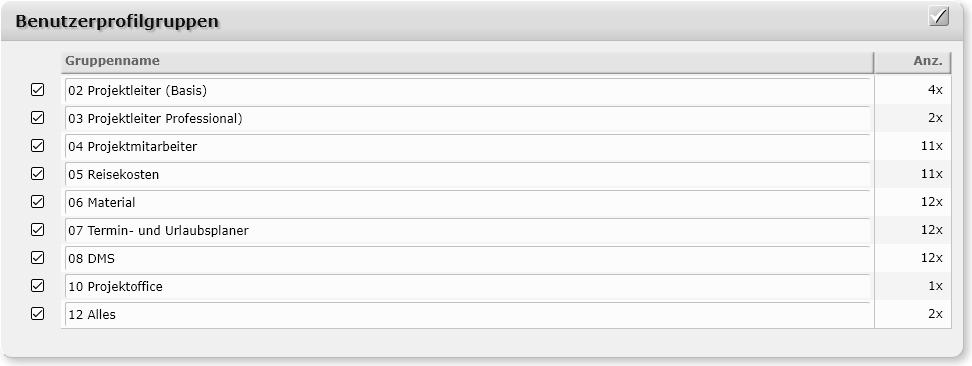 Benutzerprofilgruppen
Gruppenname Anz.
02 Projektleiter (Basis) 4x
03 Projektleiter Professional) 2x
04 Projektmitarbeiter 11x
05 Reisekosten 11x
06 Material 12x
07 Termin- und Urlaubsplaner 12x
08 DMS 12x
10 Projektoffice 1x
12 Alles 2x